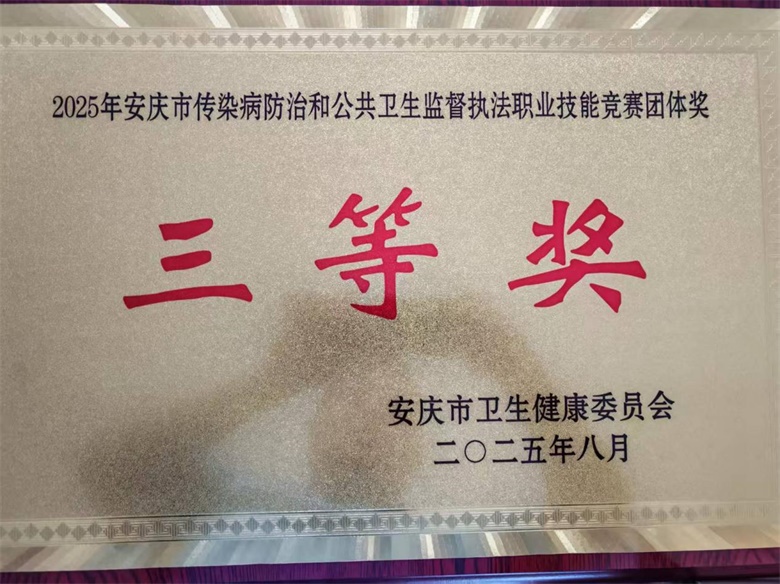 2025年安庆市传染病防治和公共卫生监督执法职业技能竞赛团体奖
三等奖
安庆市卫生健康委员会
二〇二五年八月